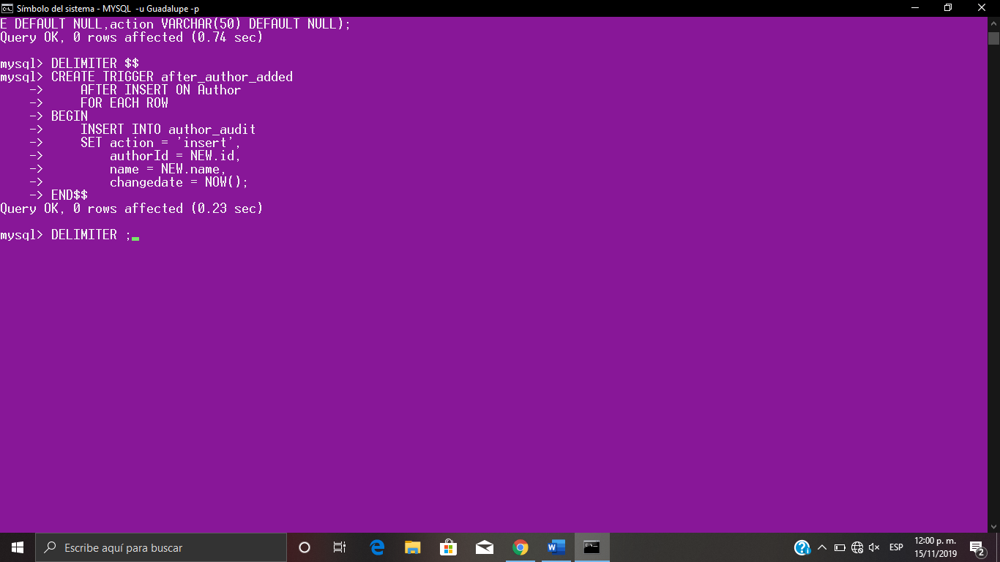 Símbolo del sistema - MYSQL  -u Guadalupe -p
E DEFAULT NULL,action VARCHAR(50) DEFAULT NULL);
Query OK, 0 rows affected (0.74 sec)
mysql> DELIMITER $$
mysql> CREATE TRIGGER after_author_added
    ->     AFTER INSERT ON Author
    ->     FOR EACH ROW
    -> BEGIN
    ->     INSERT INTO author_audit
    ->     SET action = 'insert',
    ->         authorId = NEW.id,
    ->         name = NEW.name,
    ->         changedate = NOW();
    -> END$$
Query OK, 0 rows affected (0.23 sec)
mysql> DELIMITER ;
Escribe aquí para buscar
ESP
12:00 p. m.
15/11/2019
2